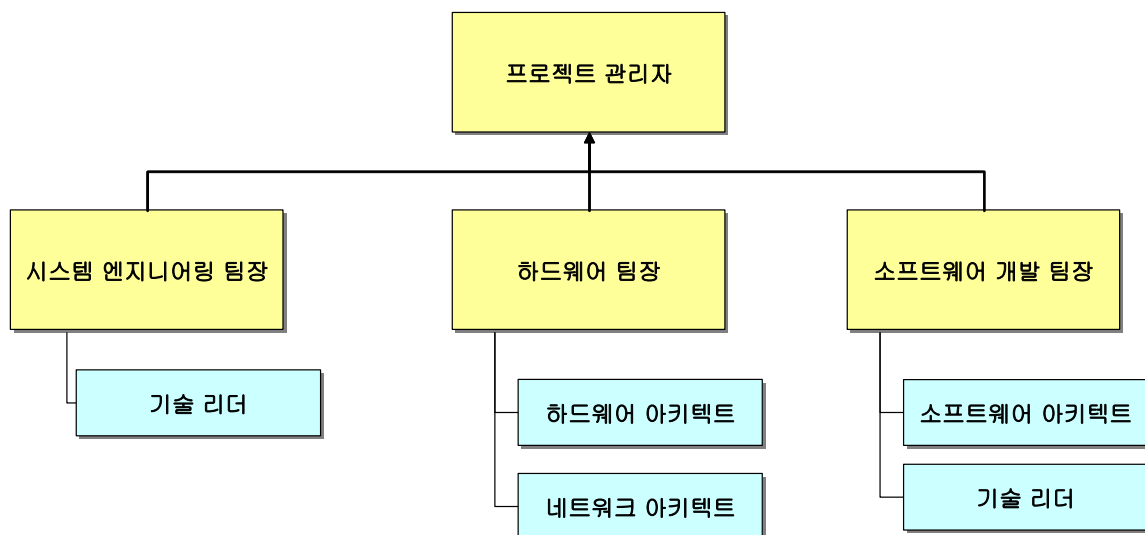 프로젝트 관리자
시스템 엔지니어링 팀장
하드웨어 팀장
소프트웨어 개발 팀장
기술 리더
하드웨어 아키텍트
소프트웨어 아키텍트
네트워크 아키텍트
기술 리더